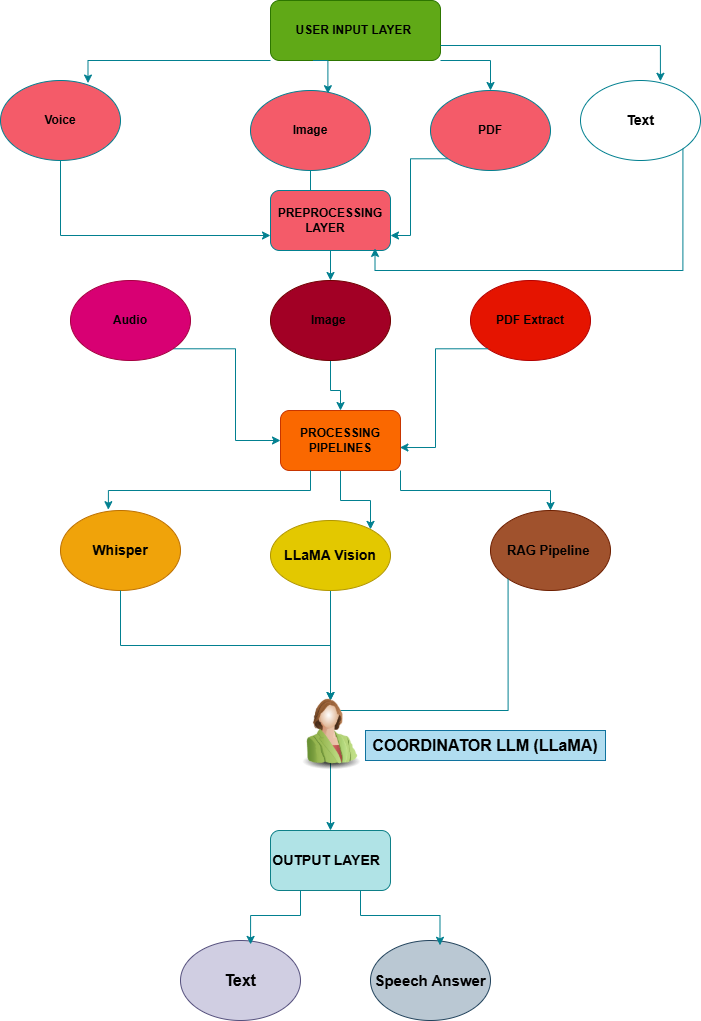 USER INPUT LAYER
Voice
Image
PDF
Text
PREPROCESSING
LAYER
Audio
Image
PDF Extract
PROCESSING
PIPELINES
Whisper
LLaMA Vision
RAG Pipeline
COORDINATOR LLM (LLaMA)
OUTPUT LAYER
Text
Speech Answer